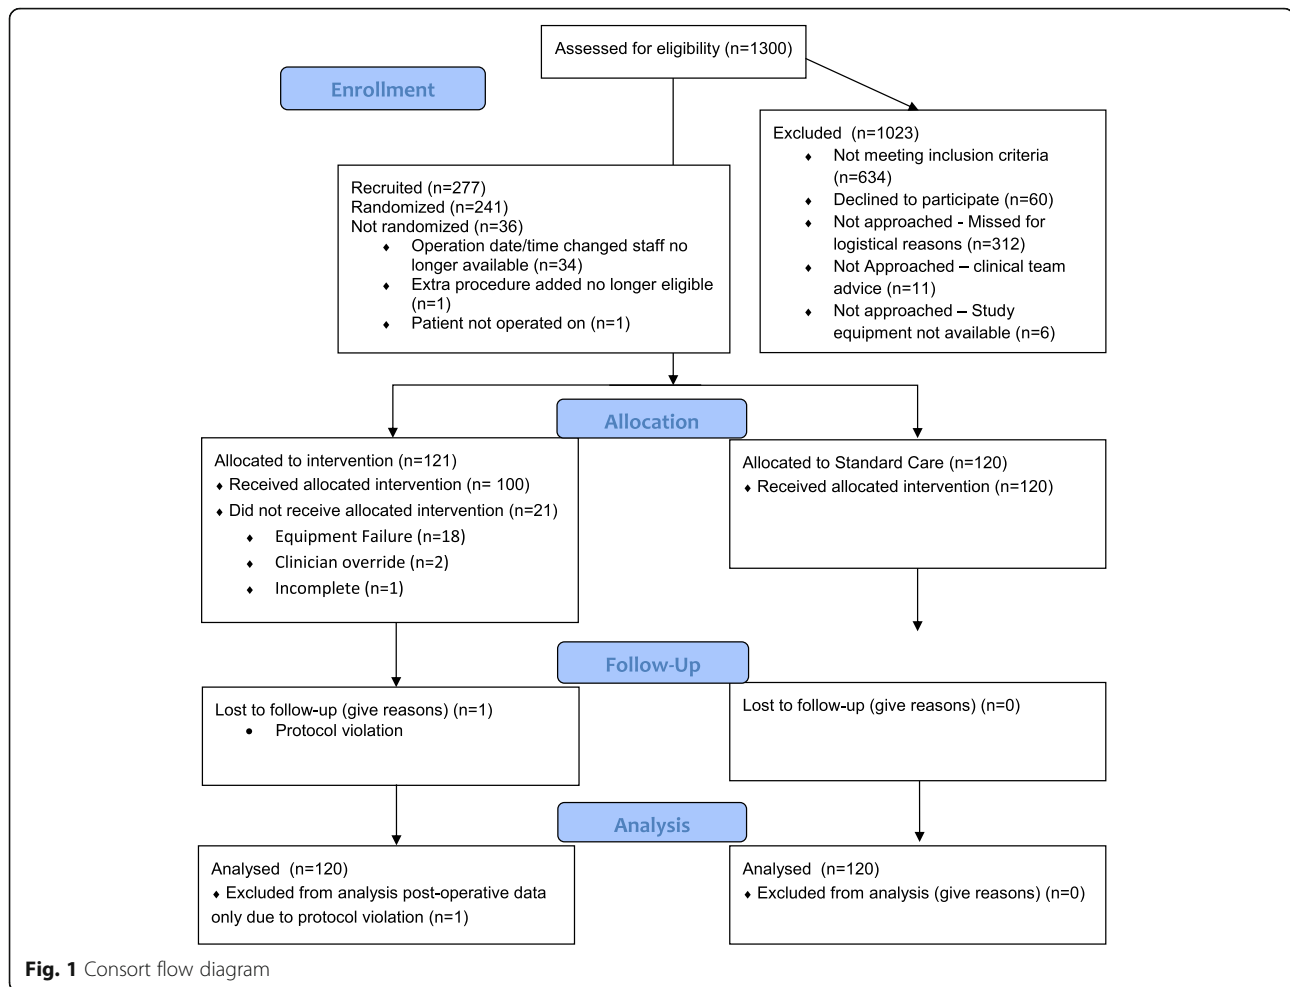 Assessed for eligibility (n=1300)
Enrollment
Excluded (n=1023)
♦ Not meeting inclusion criteria
(n=634)
♦ Declined to participate (n=60)
♦ Not approached - Missed for
logistical reasons (n=312)
♦ Not Approached – clinical team
advice (n=11)
♦ Not approached – Study
equipment not available (n=6)
Recruited (n=277)
Randomized (n=241)
Not randomized (n=36)
♦ Operation date/time changed staff no
longer available (n=34)
♦ Extra procedure added no longer eligible
(n=1)
♦ Patient not operated on (n=1)
Allocation
Allocated to intervention (n=121)
♦ Received allocated intervention (n= 100)
♦ Did not receive allocated intervention (n=21)
♦ Equipment Failure (n=18)
♦ Clinician override (n=2)
♦ Incomplete (n=1)
Allocated to Standard Care (n=120)
♦ Received allocated intervention (n=120)
Follow-Up
Lost to follow-up (give reasons) (n=1)
• Protocol violation
Lost to follow-up (give reasons) (n=0)
Analysis
Analysed (n=120)
♦ Excluded from analysis post-operative data
only due to protocol violation (n=1)
Analysed (n=120)
♦ Excluded from analysis (give reasons) (n=0)
Fig. 1 Consort flow diagram